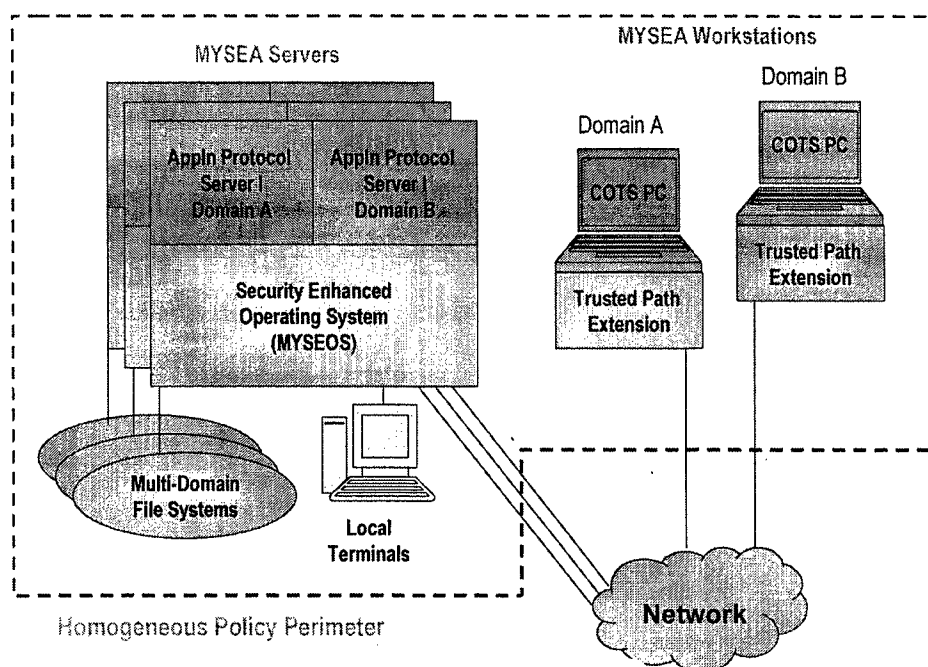 MYSEA Servers
MYSEA Workstations
Domain B
Domain A
COTS PC
COTS PC
Appln Protocol
Server I
Domain A
Appln Protocol
Server I
Domain B
Trusted Path
Extension
Trusted Path
Extension
Security Enhanced
Operating System
(MYSEOS)
Multi-Domain
File Systems
Local
Terminals
Network
Homogeneous Policy Perimeter